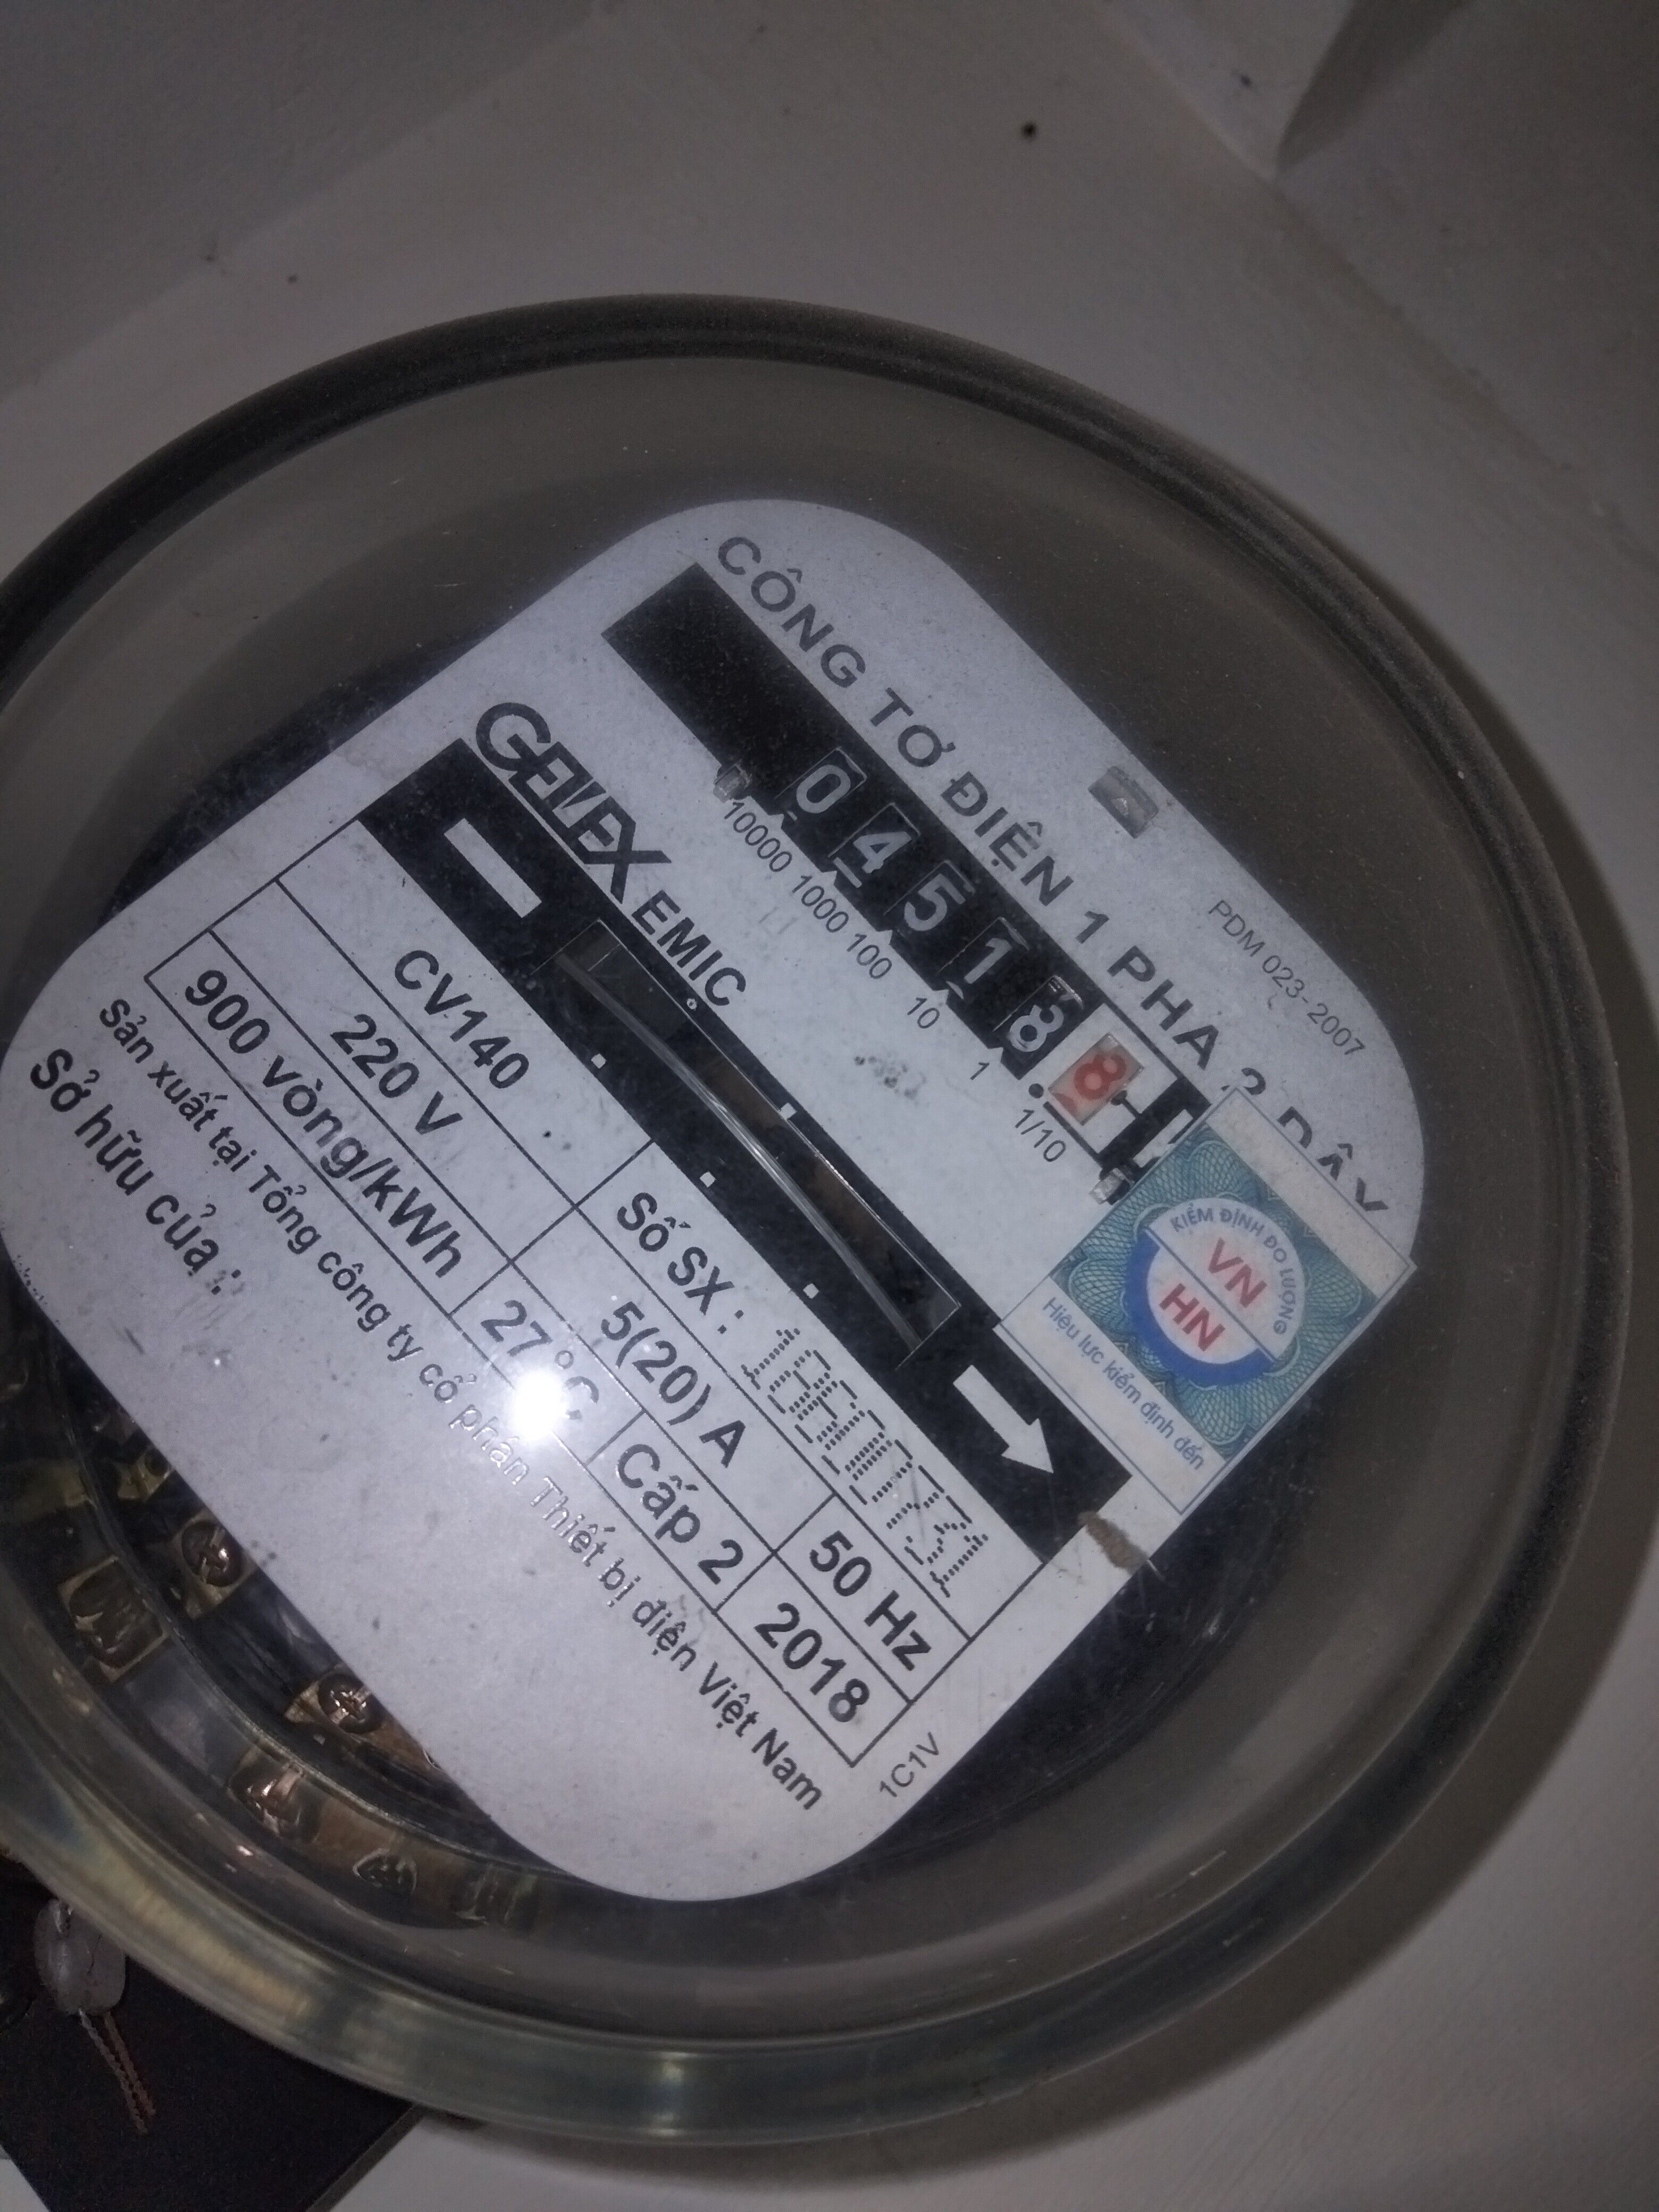 CÔNG TƠ ĐIỆN 1 PHA 2 DÂY
PDM 023-2007
0 4 5 1 8 8
10000 1000 100 10 1 1/10
GELEX EMIC
KIỂM ĐỊNH ĐO LƯỜNG
VN
HN
Hiệu lực kiểm định đến
CV140
Số SX :
220 V
5(20) A
50 Hz
900 vòng/kWh
27°C
Cấp 2
2018
Sản xuất tại Tổng công ty cổ phần Thiết bị điện Việt Nam
1C1V
Sở hữu của :